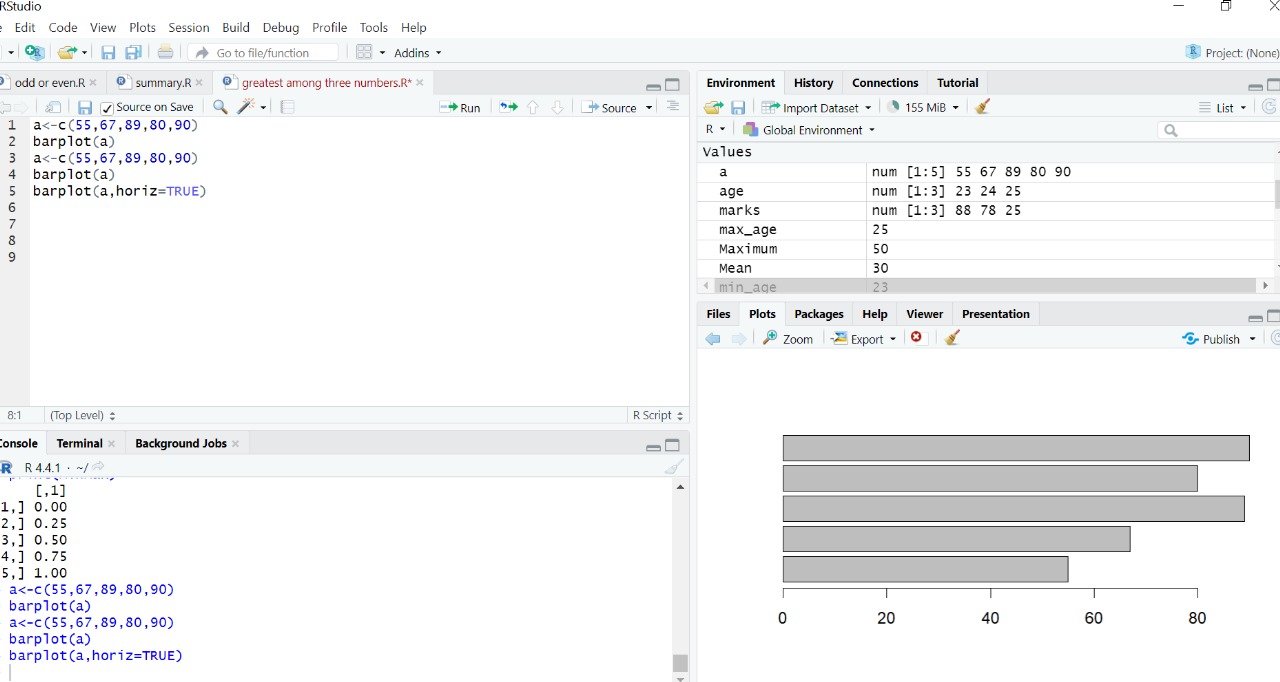 RStudio
Edit Code View Plots Session Build Debug Profile Tools Help
Go to file/function Addins Project: (None)
odd or even.R summary.R greatest among three numbers.R*
Source on Save Run Source
1 a<-c(55,67,89,80,90)
2 barplot(a)
3 a<-c(55,67,89,80,90)
4 barplot(a)
5 barplot(a,horiz=TRUE)
6
7
8
9
8:1 (Top Level) R Script
Console Terminal Background Jobs
R 4.4.1 · ~/
[,1]
1,] 0.00
2,] 0.25
3,] 0.50
4,] 0.75
5,] 1.00
a<-c(55,67,89,80,90)
barplot(a)
a<-c(55,67,89,80,90)
barplot(a)
barplot(a,horiz=TRUE)
Environment History Connections Tutorial
Import Dataset 155 MiB List
R Global Environment
Values
a num [1:5] 55 67 89 80 90
age num [1:3] 23 24 25
marks num [1:3] 88 78 25
max_age 25
Maximum 50
Mean 30
min_age 23
Files Plots Packages Help Viewer Presentation
Zoom Export Publish
0 20 40 60 80